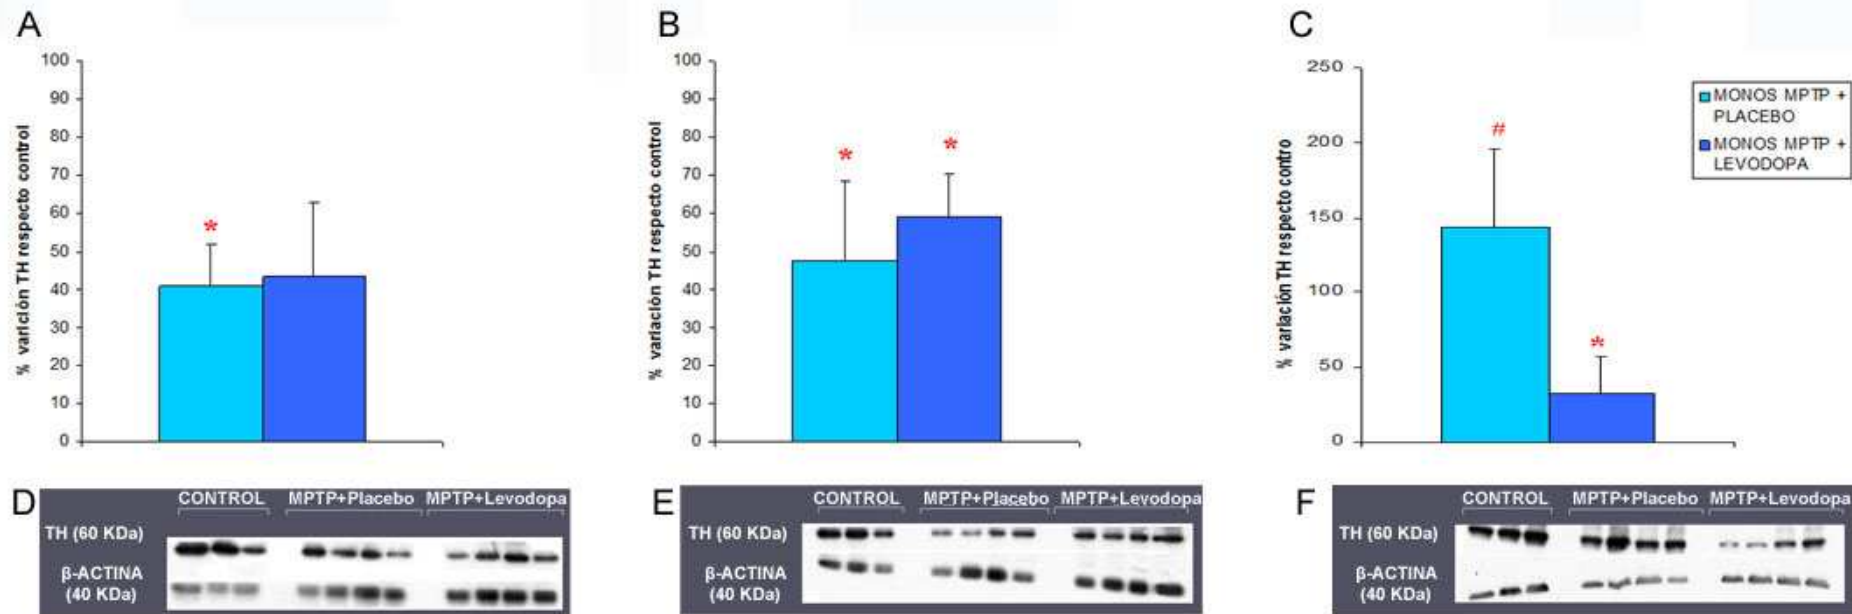 A
100
90
80
70
60
50
40
30
20
10
0
% varición TH respecto control
*
B
100
90
80
70
60
50
40
30
20
10
0
% variación TH respecto control
*
*
C
250
200
150
100
50
0
% variación TH respecto contro
#
*
MONOS MPTP +
PLACEBO
MONOS MPTP +
LEVODOPA
D
CONTROL MPTP+Placebo MPTP+Levodopa
TH (60 KDa)
β-ACTINA
(40 KDa)
E
CONTROL MPTP+Placebo MPTP+Levodopa
TH (60 KDa)
β-ACTINA
(40 KDa)
F
CONTROL MPTP+Placebo MPTP+Levodopa
TH (60 KDa)
β-ACTINA
(40 KDa)